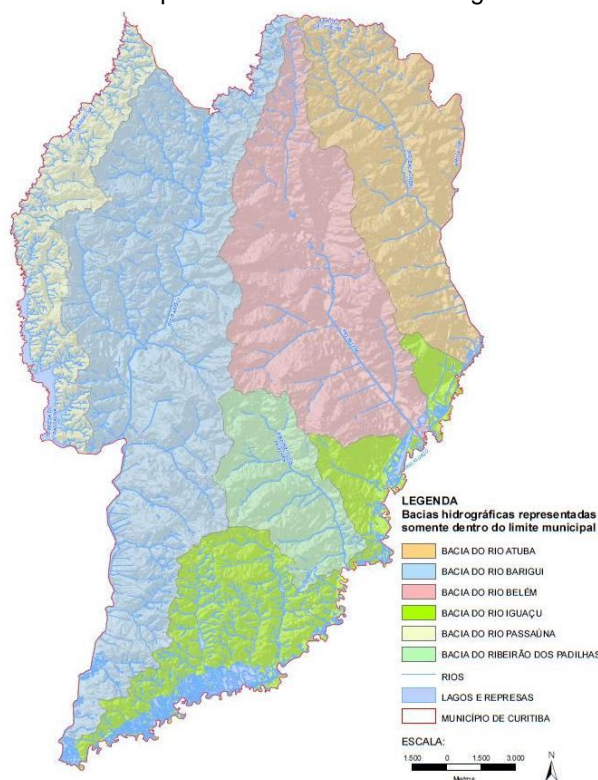 LEGENDA
Bacias hidrográficas representadas
somente dentro do limite municipal
BACIA DO RIO ATUBA
BACIA DO RIO BARIGUI
BACIA DO RIO BELÉM
BACIA DO RIO IGUAÇU
BACIA DO RIO PASSAÚNA
BACIA DO RIBEIRÃO DOS PADILHAS
RIOS
LAGOS E REPRESAS
MUNICÍPIO DE CURITIBA
ESCALA:
1.500 0 1.500 3.000
Metros
N